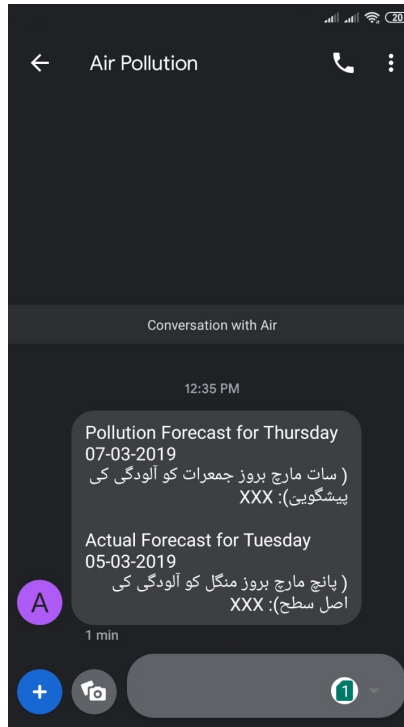 20
Air Pollution
Conversation with Air
12:35 PM
Pollution Forecast for Thursday
07-03-2019
( سات مارچ بروز جمعرات کو آلودگی کی
پیشگویئ): XXX
Actual Forecast for Tuesday
05-03-2019
( پانچ مارچ بروز منگل کو آلودگی کی
اصل سطح): XXX
A
1 min
1